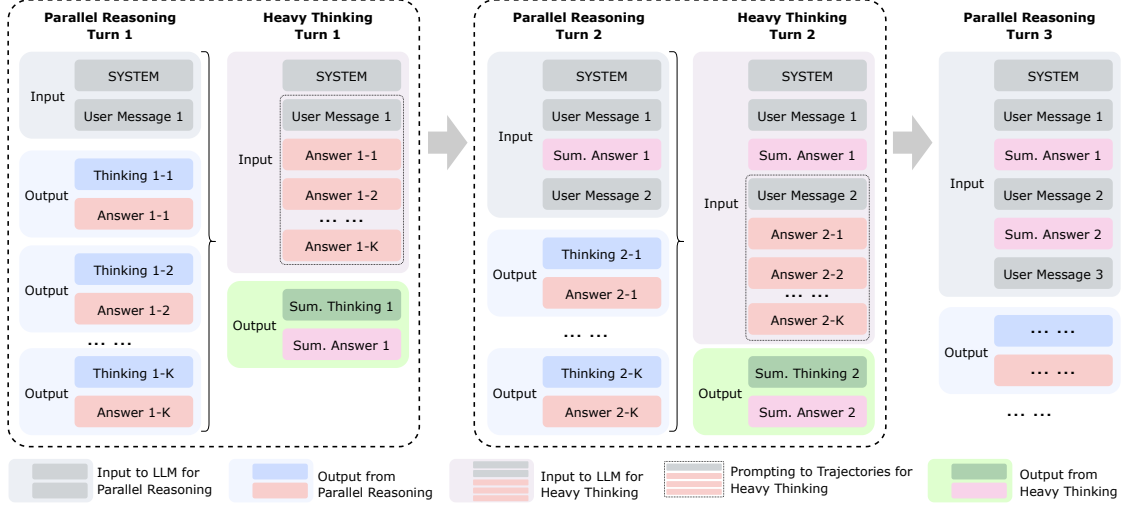 Parallel Reasoning
Turn 1
Input
SYSTEM
User Message 1
Output
Thinking 1-1
Answer 1-1
Output
Thinking 1-2
Answer 1-2
... ...
Output
Thinking 1-K
Answer 1-K
Heavy Thinking
Turn 1
Input
SYSTEM
User Message 1
Answer 1-1
Answer 1-2
... ...
Answer 1-K
Output
Sum. Thinking 1
Sum. Answer 1
Parallel Reasoning
Turn 2
Input
SYSTEM
User Message 1
Sum. Answer 1
User Message 2
Output
Thinking 2-1
Answer 2-1
... ...
Output
Thinking 2-K
Answer 2-K
Heavy Thinking
Turn 2
Input
SYSTEM
User Message 1
Sum. Answer 1
User Message 2
Answer 2-1
Answer 2-2
... ...
Answer 2-K
Output
Sum. Thinking 2
Sum. Answer 2
Parallel Reasoning
Turn 3
Input
SYSTEM
User Message 1
Sum. Answer 1
User Message 2
Sum. Answer 2
User Message 3
Output
... ...
... ...
... ...
Input to LLM for
Parallel Reasoning
Output from
Parallel Reasoning
Input to LLM for
Heavy Thinking
Prompting to Trajectories for
Heavy Thinking
Output from
Heavy Thinking